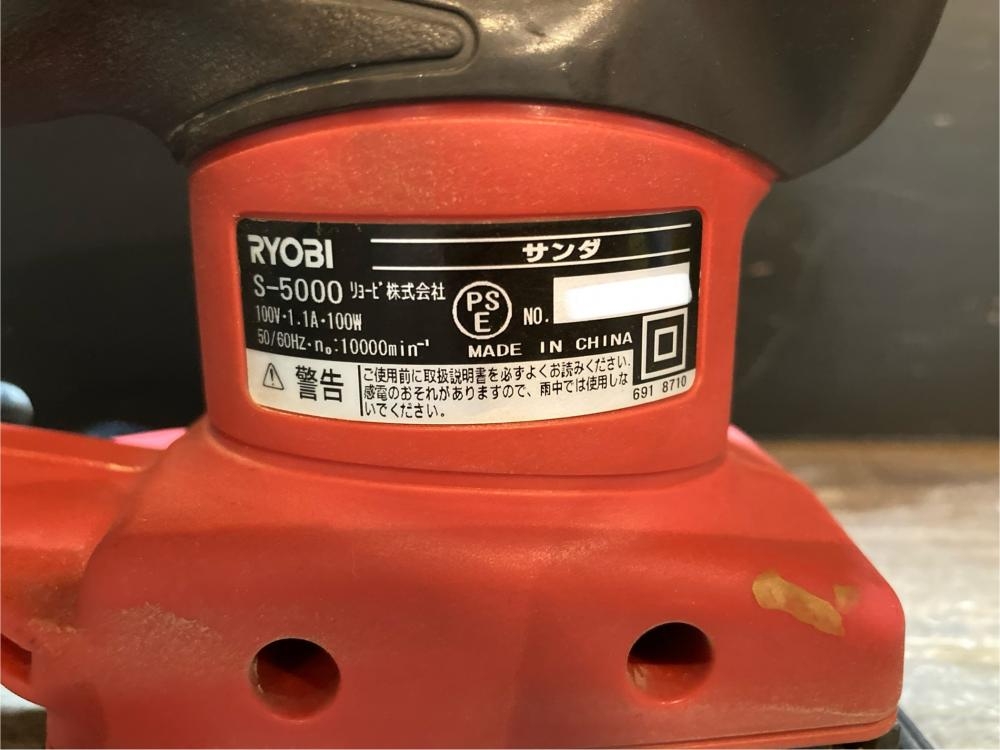 RYOBI
サンダ
S-5000 リョービ株式会社
100V・1.1A・100W
50/60Hz・n₀:10000min⁻¹
PS
E
NO.
MADE IN CHINA
警告
ご使用前に取扱説明書を必ずよくお読みください。
感電のおそれがありますので、雨中では使用しな
いでください。
691 8710